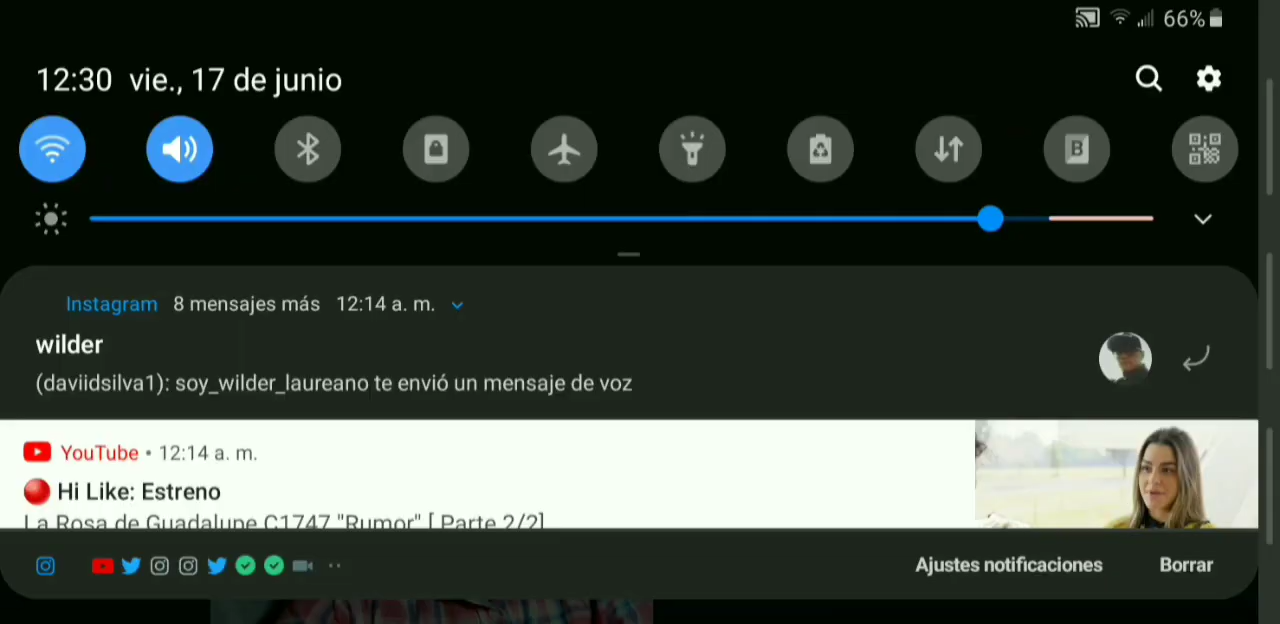 66%
12:30 vie., 17 de junio
B
Instagram 8 mensajes más 12:14 a. m.
wilder
(daviidsilva1): soy_wilder_laureano te envió un mensaje de voz
YouTube • 12:14 a. m.
Hi Like: Estreno
La Rosa de Guadalupe C1747 "Rumor" [ Parte 2/2]
Ajustes notificaciones Borrar